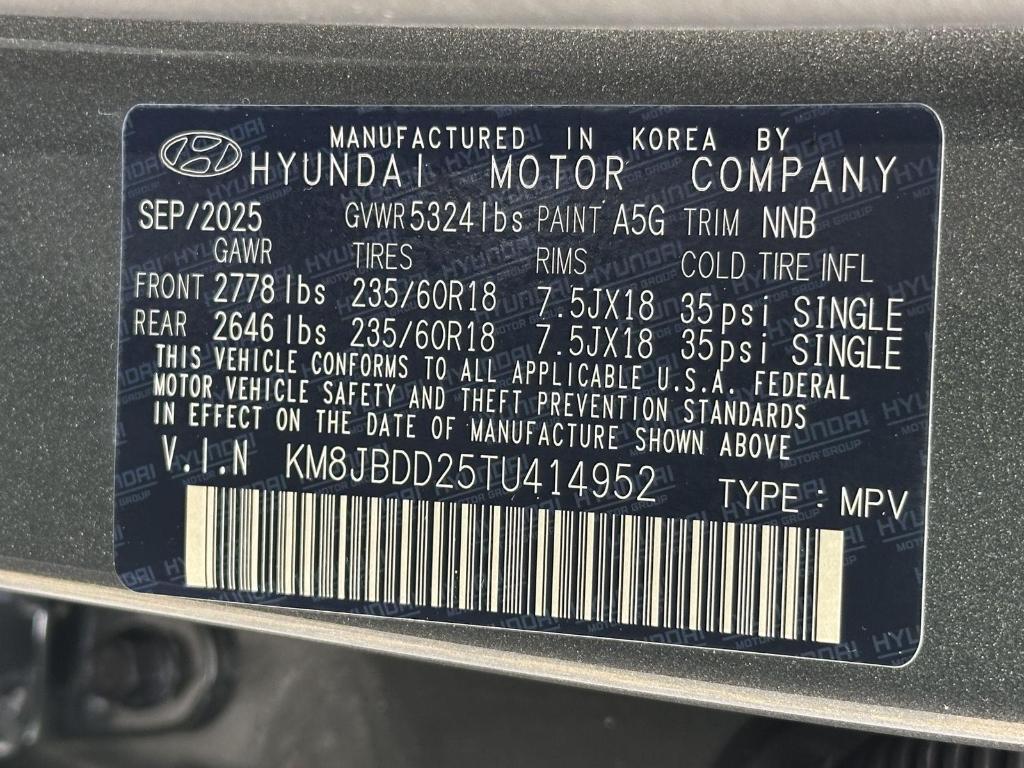 MANUFACTURED IN KOREA BY
HYUNDAI MOTOR COMPANY
SEP/2025 GVWR 5324 lbs PAINT A5G TRIM NNB
GAWR TIRES RIMS COLD TIRE INFL
FRONT 2778 lbs 235/60R18 7.5JX18 35psi SINGLE
REAR 2646 lbs 235/60R18 7.5JX18 35psi SINGLE
THIS VEHICLE CONFORMS TO ALL APPLICABLE U.S.A. FEDERAL
MOTOR VEHICLE SAFETY AND THEFT PREVENTION STANDARDS
IN EFFECT ON THE DATE OF MANUFACTURE SHOWN ABOVE
V.I.N KM8JBDD25TU414952 TYPE : MPV